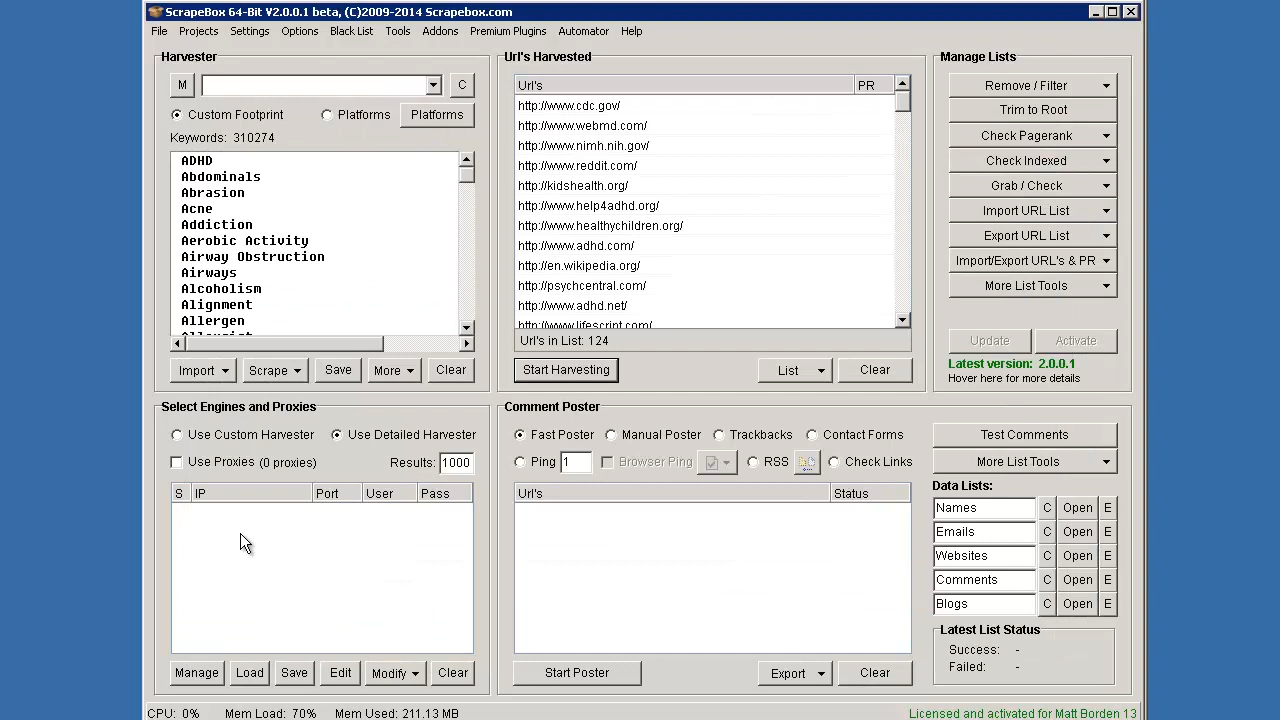 ScrapeBox 64-Bit V2.0.0.1 beta, (C)2009-2014 Scrapebox.com
File Projects Settings Options Black List Tools Addons Premium Plugins Automator Help
Harvester
M C
Custom Footprint Platforms Platforms
Keywords: 310274
ADHD
Abdominals
Abrasion
Acne
Addiction
Aerobic Activity
Airway Obstruction
Airways
Alcoholism
Alignment
Allergen
Allergist
Import Scrape Save More Clear
Url's Harvested
Url's PR
http://www.cdc.gov/
http://www.webmd.com/
http://www.nimh.nih.gov/
http://www.reddit.com/
http://kidshealth.org/
http://www.help4adhd.org/
http://www.healthychildren.org/
http://www.adhd.com/
http://en.wikipedia.org/
http://psychcentral.com/
http://www.adhd.net/
http://www.lifescript.com/
Url's in List: 124
Start Harvesting List Clear
Manage Lists
Remove / Filter
Trim to Root
Check Pagerank
Check Indexed
Grab / Check
Import URL List
Export URL List
Import/Export URL's & PR
More List Tools
Update Activate
Latest version: 2.0.0.1
Hover here for more details
Select Engines and Proxies
Use Custom Harvester Use Detailed Harvester
Use Proxies (0 proxies) Results: 1000
S IP Port User Pass
Manage Load Save Edit Modify Clear
Comment Poster
Fast Poster Manual Poster Trackbacks Contact Forms
Ping 1 Browser Ping RSS Check Links
Url's Status
Start Poster Export Clear
Test Comments
More List Tools
Data Lists:
Names C Open E
Emails C Open E
Websites C Open E
Comments C Open E
Blogs C Open E
Latest List Status
Success: -
Failed: -
CPU: 0% Mem Load: 70% Mem Used: 211.13 MB Licensed and activated for Matt Borden 13